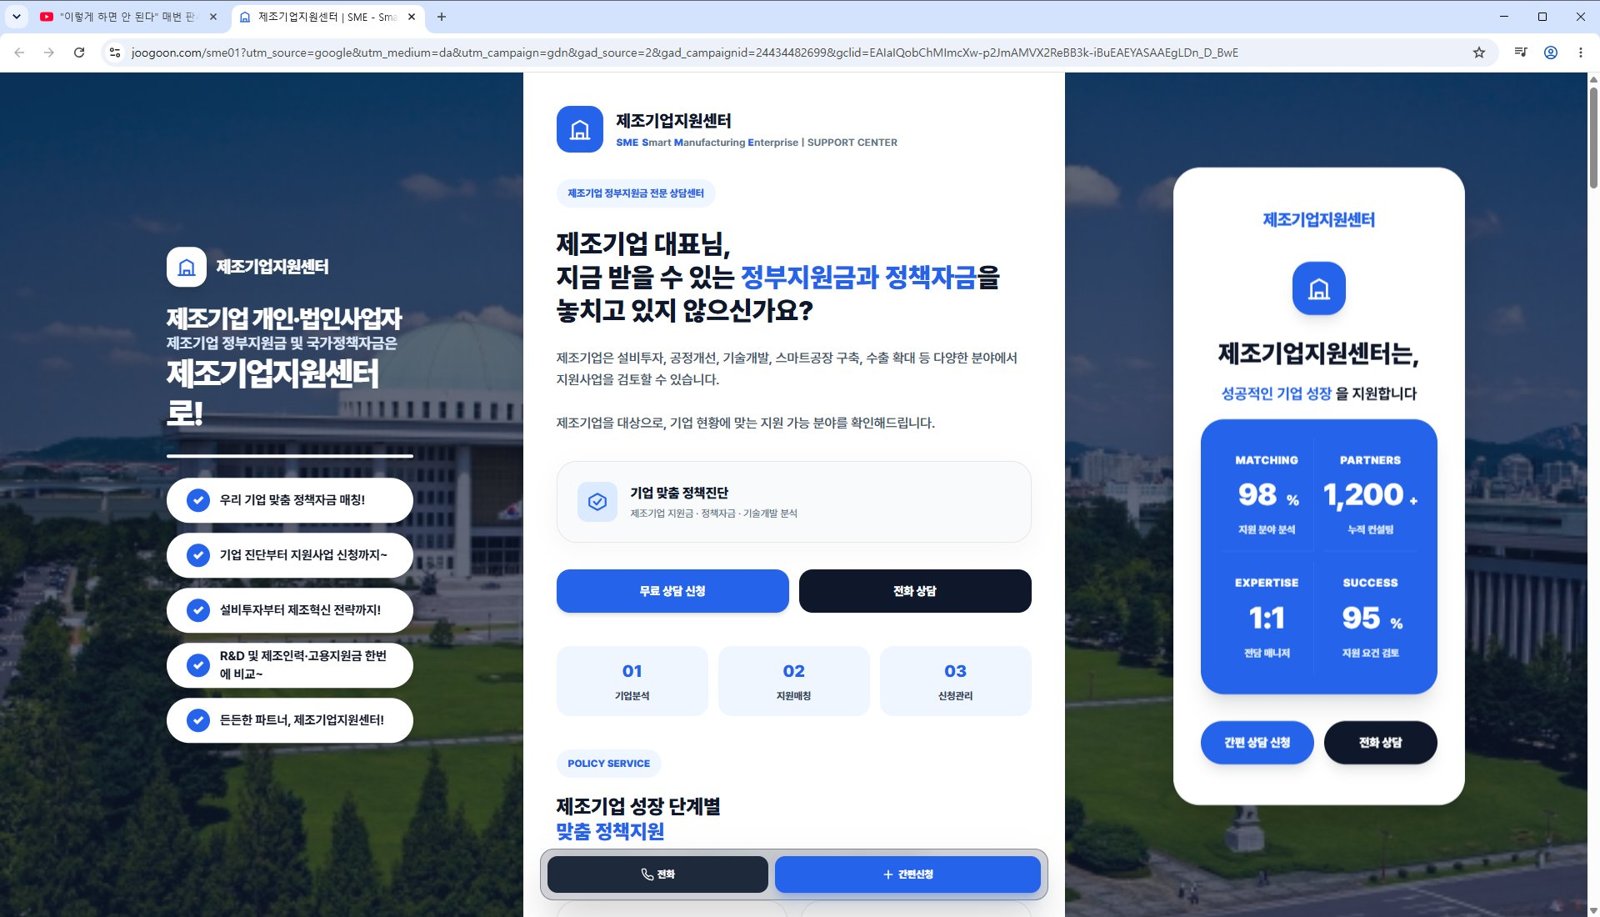 "이렇게 하면 안 된다" 매번 판
제조기업지원센터 | SME - Sma
joogoon.com/sme01?utm_source=google&utm_medium=da&utm_campaign=gdn&gad_source=2&gad_campaignid=24434482699&gclid=EAIaIQobChMImcXw-p2JmAMVX2ReBB3k-iBuEAEYASAAEgLDn_D_BwE
제조기업지원센터
제조기업 개인·법인사업자
제조기업 정부지원금 및 국가정책자금은
제조기업지원센터
로!
우리 기업 맞춤 정책자금 매칭!
기업 진단부터 지원사업 신청까지~
설비투자부터 제조혁신 전략까지!
R&D 및 제조인력·고용지원금 한번
에 비교~
든든한 파트너, 제조기업지원센터!
제조기업지원센터
SME Smart Manufacturing Enterprise | SUPPORT CENTER
제조기업 정부지원금 전문 상담센터
제조기업 대표님,
지금 받을 수 있는 정부지원금과 정책자금을
놓치고 있지 않으신가요?
제조기업은 설비투자, 공정개선, 기술개발, 스마트공장 구축, 수출 확대 등 다양한 분야에서
지원사업을 검토할 수 있습니다.
제조기업을 대상으로, 기업 현황에 맞는 지원 가능 분야를 확인해드립니다.
기업 맞춤 정책진단
제조기업 지원금 · 정책자금 · 기술개발 분석
무료 상담 신청
전화 상담
01
기업분석
02
지원매칭
03
신청관리
POLICY SERVICE
제조기업 성장 단계별
맞춤 정책지원
전화
+ 간편신청
제조기업지원센터
제조기업지원센터는,
성공적인 기업 성장 을 지원합니다
MATCHING
98 %
지원 분야 분석
PARTNERS
1,200 +
누적 컨설팅
EXPERTISE
1:1
전담 매니저
SUCCESS
95 %
지원 요건 검토
간편 상담 신청
전화 상담